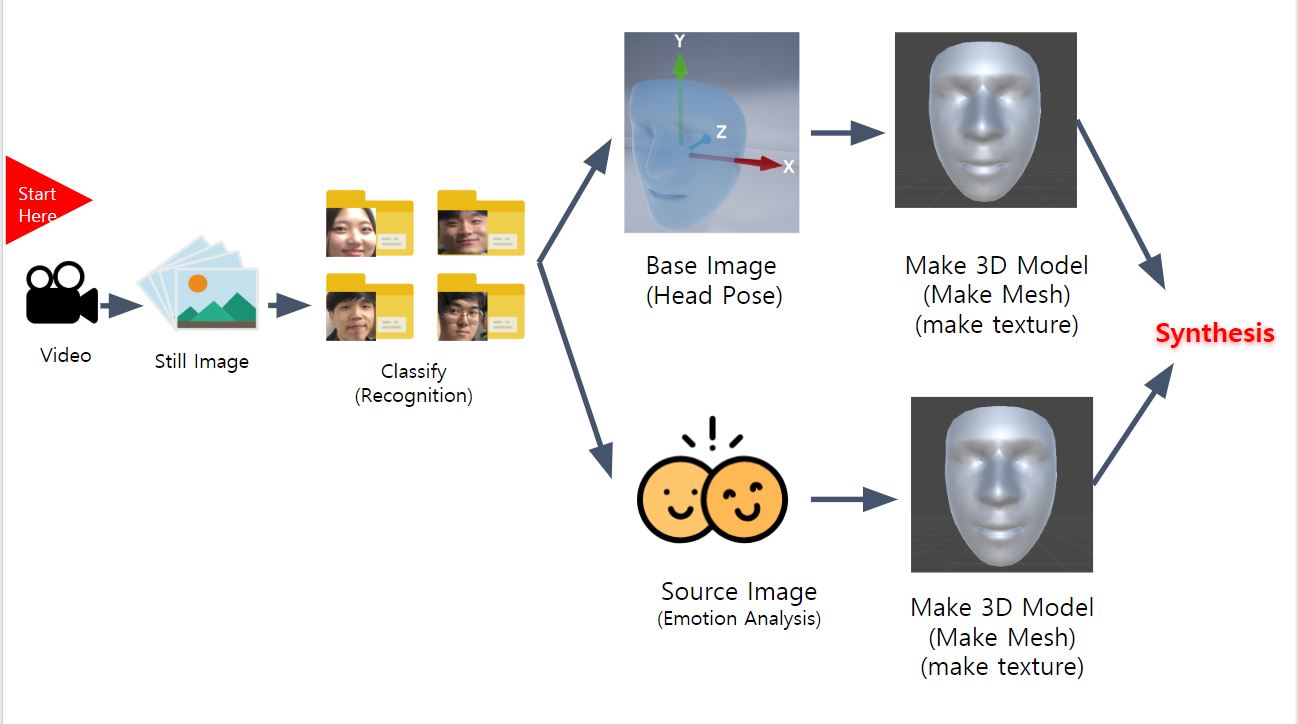 Start
Here
Video
Still Image
Classify
(Recognition)
Y
Z
X
Base Image
(Head Pose)
Make 3D Model
(Make Mesh)
(make texture)
Synthesis
Source Image
(Emotion Analysis)
Make 3D Model
(Make Mesh)
(make texture)